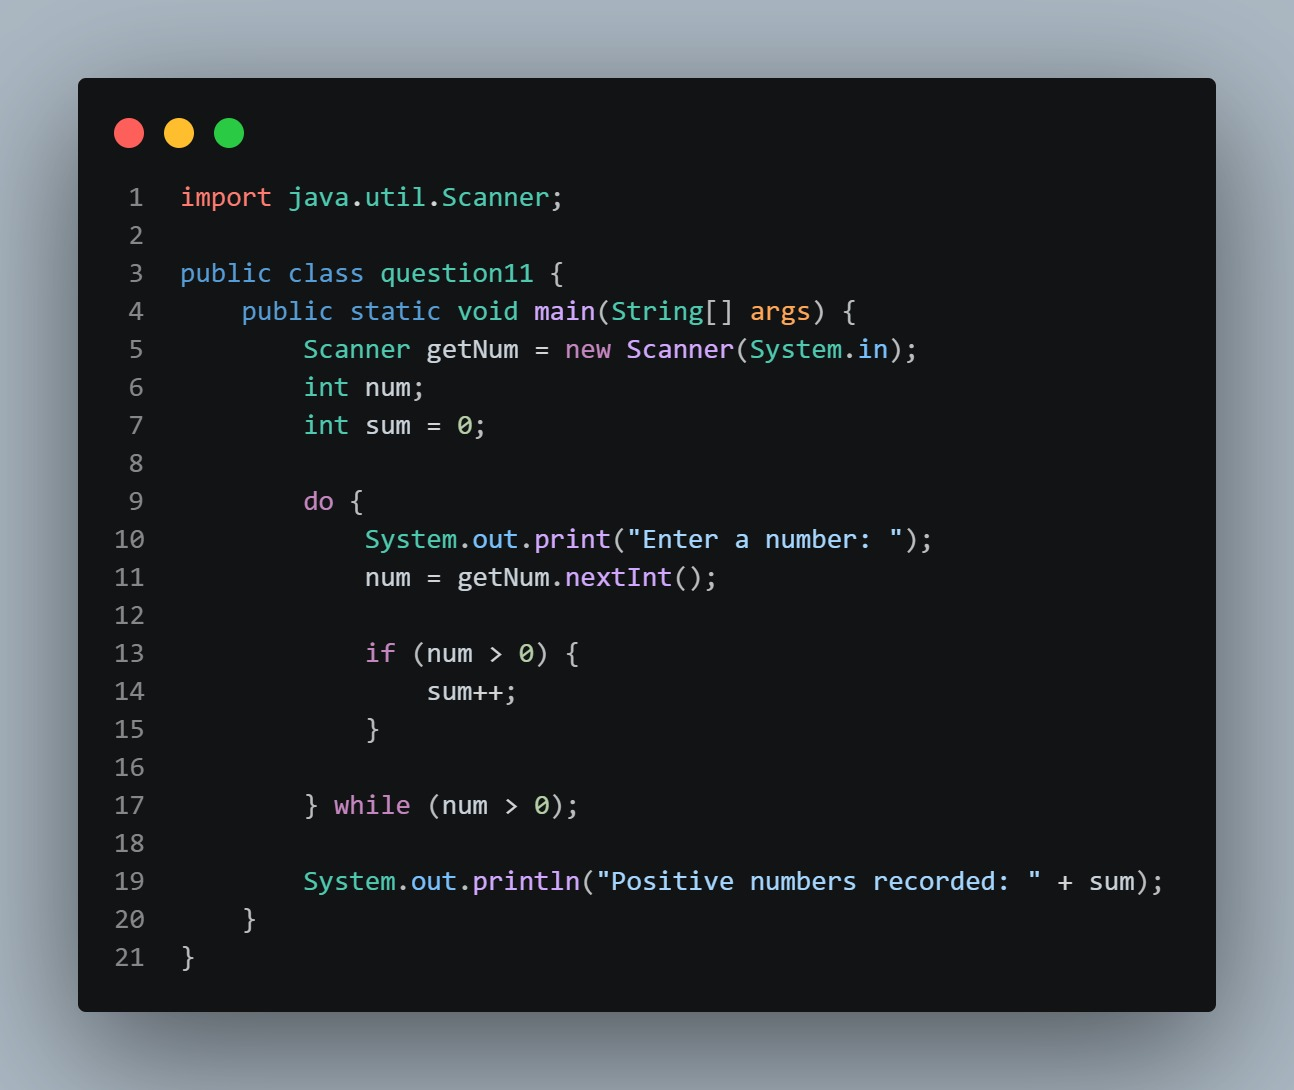 1 import java.util.Scanner;
2
3 public class question11 {
4     public static void main(String[] args) {
5         Scanner getNum = new Scanner(System.in);
6         int num;
7         int sum = 0;
8
9         do {
10             System.out.print("Enter a number: ");
11             num = getNum.nextInt();
12
13             if (num > 0) {
14                 sum++;
15             }
16
17         } while (num > 0);
18
19         System.out.println("Positive numbers recorded: " + sum);
20     }
21 }